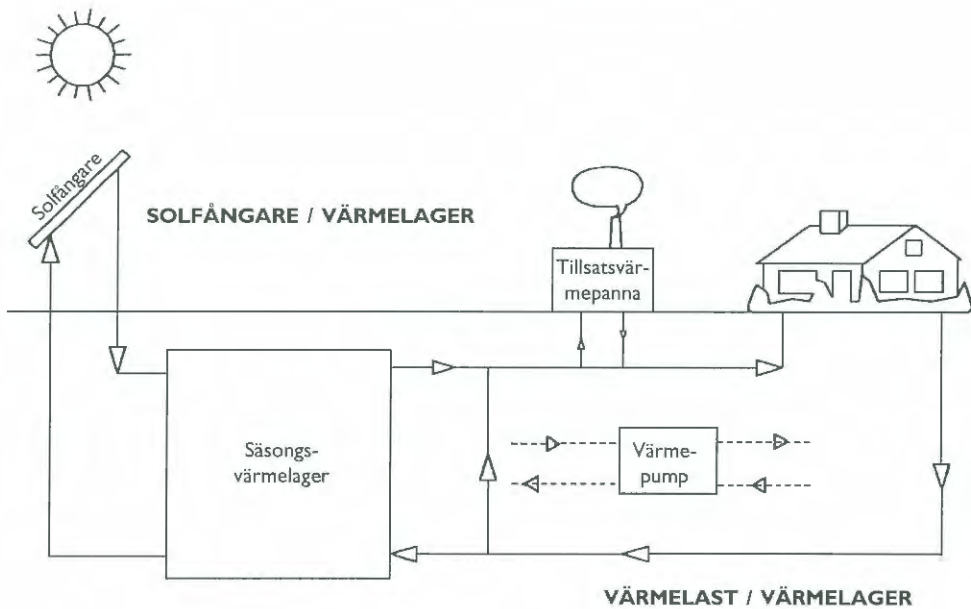 Solfångare
SOLFÅNGARE / VÄRMELAGER
Tillsatsvär-
mepanna
Säsongs-
värmelager
Värme-
pump
VÄRMELAST / VÄRMELAGER